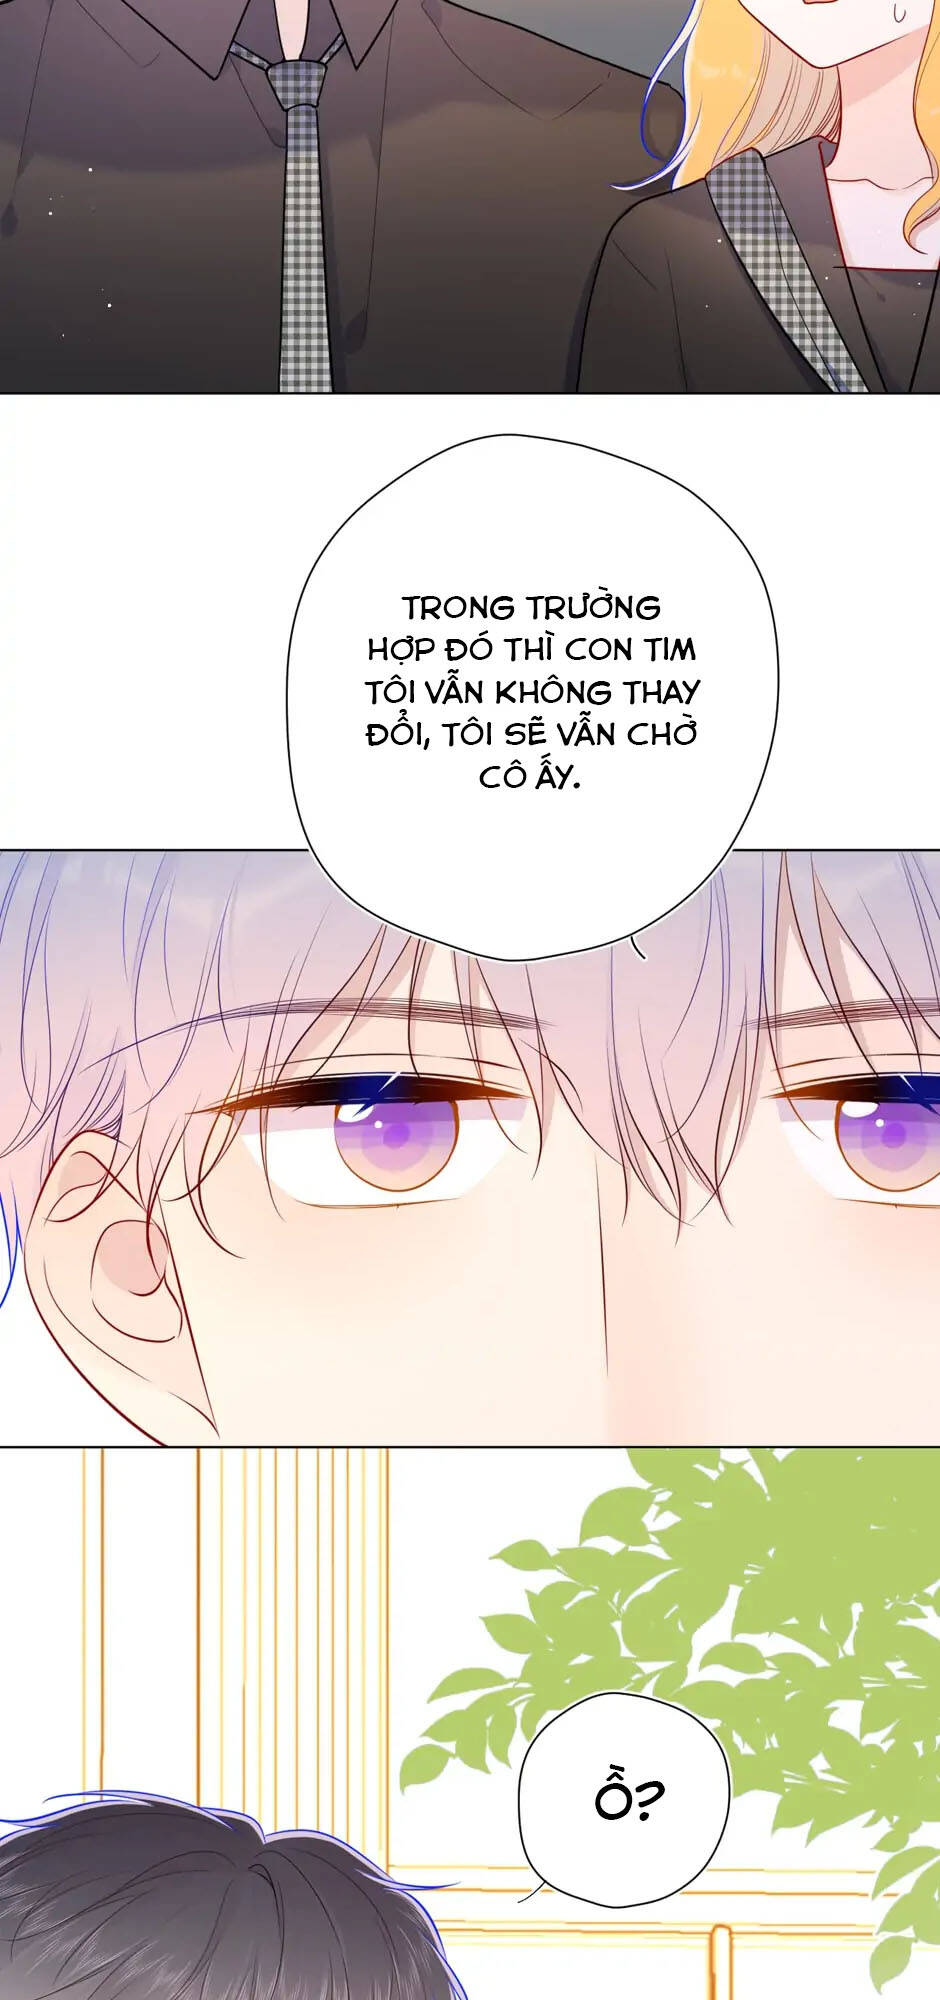 TRONG TRƯỜNG
HỢP ĐÓ THÌ CON TIM
TÔI VẪN KHÔNG THAY
ĐỔI, TÔI SẼ VẪN CHỜ
CÔ ẤY.
Ồ?